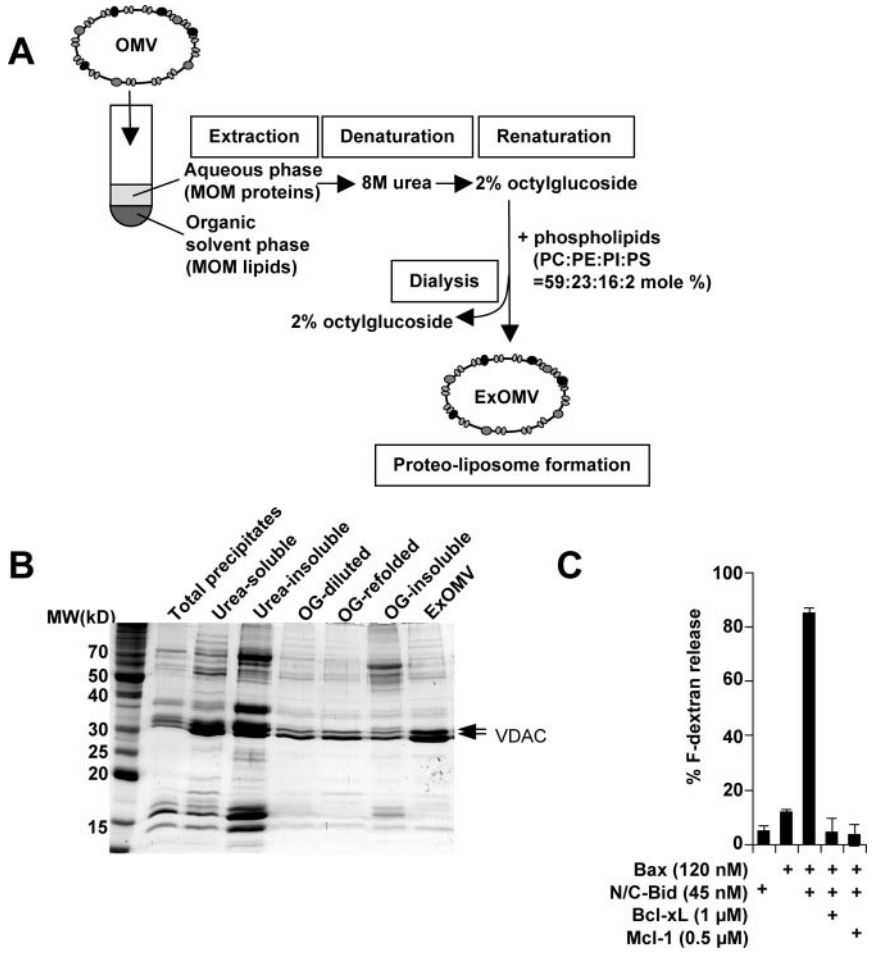 A
OMV
Extraction
Denaturation
Renaturation
Aqueous phase
(MOM proteins)
8M urea
2% octylglucoside
Organic
solvent phase
(MOM lipids)
+ phospholipids
(PC:PE:PI:PS
=59:23:16:2 mole %)
Dialysis
2% octylglucoside
ExOMV
Proteo-liposome formation
B
Total precipitates
Urea-soluble
Urea-insoluble
OG-diluted
OG-refolded
OG-insoluble
ExOMV
MW(kD)
70
50
40
30
25
20
15
VDAC
C
% F-dextran release
100
80
60
40
20
0
Bax (120 nM) + + + +
N/C-Bid (45 nM) + + + +
Bcl-xL (1 µM) +
Mcl-1 (0.5 µM) +